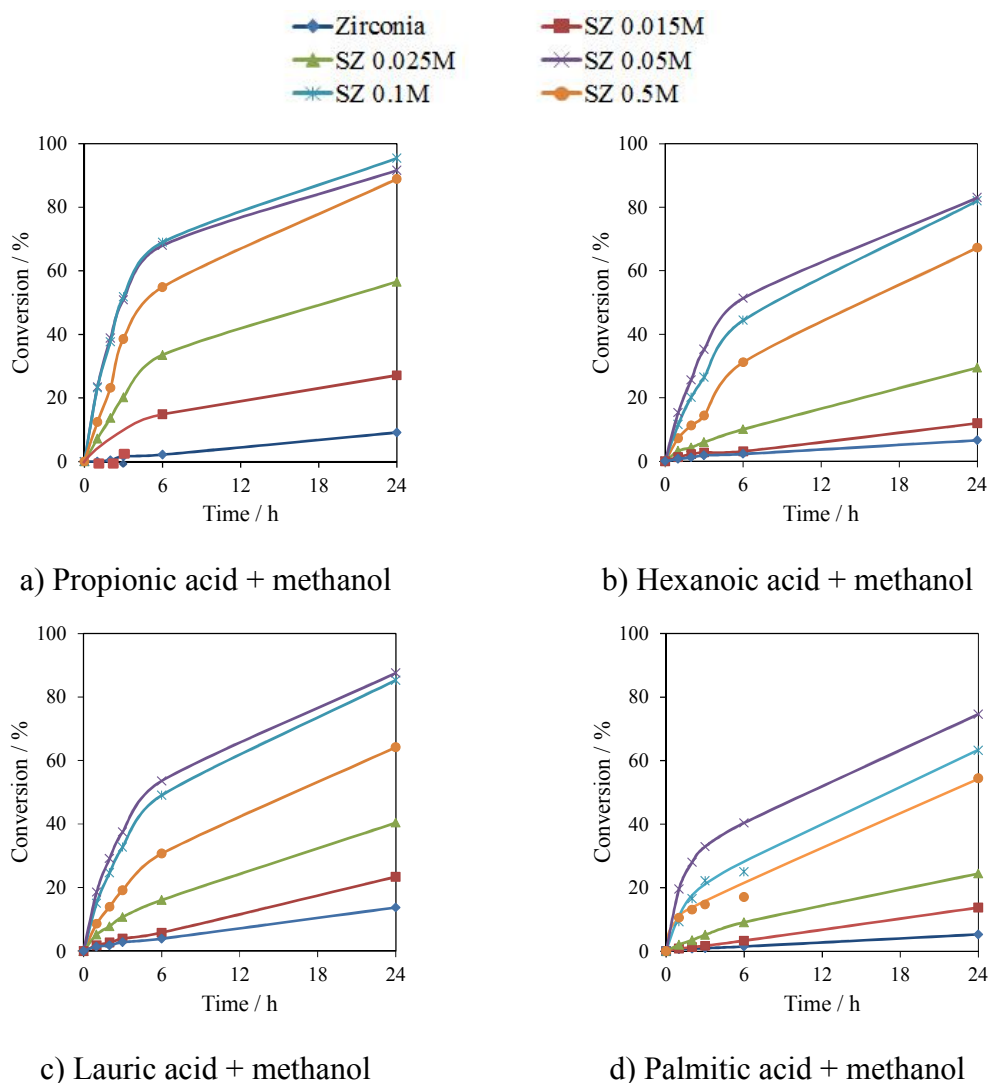 Zirconia
SZ 0.015M
SZ 0.025M
SZ 0.05M
SZ 0.1M
SZ 0.5M
100
80
60
40
20
0
Conversion / %
0 6 12 18 24
Time / h
a) Propionic acid + methanol
100
80
60
40
20
0
Conversion / %
0 6 12 18 24
Time / h
b) Hexanoic acid + methanol
100
80
60
40
20
0
Conversion / %
0 6 12 18 24
Time / h
c) Lauric acid + methanol
100
80
60
40
20
0
Conversion / %
0 6 12 18 24
Time / h
d) Palmitic acid + methanol